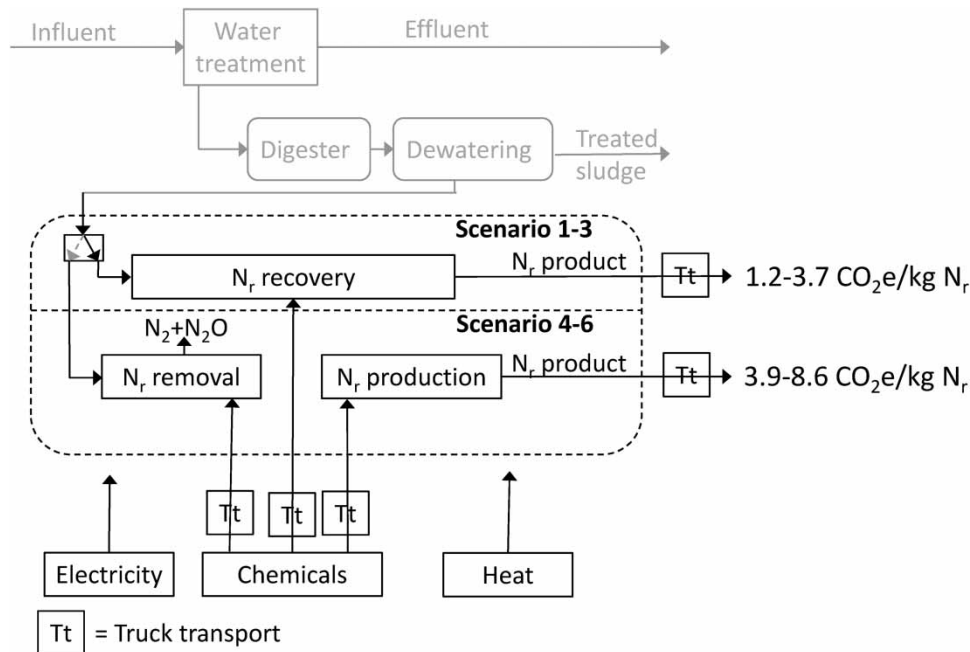 Influent
Water
treatment
Effluent
Digester
Dewatering
Treated
sludge
Scenario 1-3
Nᵣ recovery
Nᵣ product
Tt
1.2-3.7 CO₂e/kg Nᵣ
Scenario 4-6
N₂+N₂O
Nᵣ removal
Nᵣ production
Nᵣ product
Tt
3.9-8.6 CO₂e/kg Nᵣ
Tt
Tt
Tt
Electricity
Chemicals
Heat
Tt = Truck transport